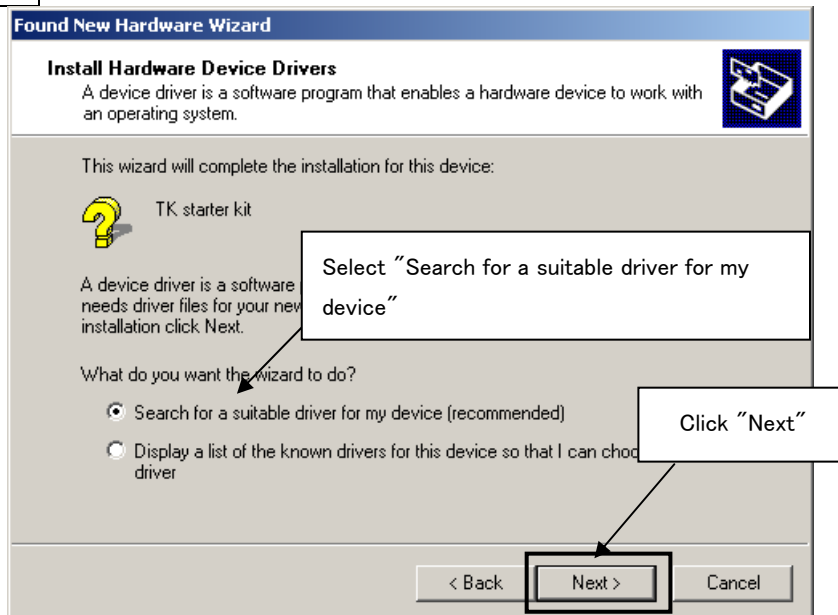 Found New Hardware Wizard
Install Hardware Device Drivers
A device driver is a software program that enables a hardware device to work with
an operating system.
This wizard will complete the installation for this device:
TK starter kit
Select "Search for a suitable driver for my
device"
A device driver is a software
needs driver files for your new
installation click Next.
What do you want the wizard to do?
Search for a suitable driver for my device (recommended)
Click "Next"
Display a list of the known drivers for this device so that I can
driver
< Back
Next >
Cancel